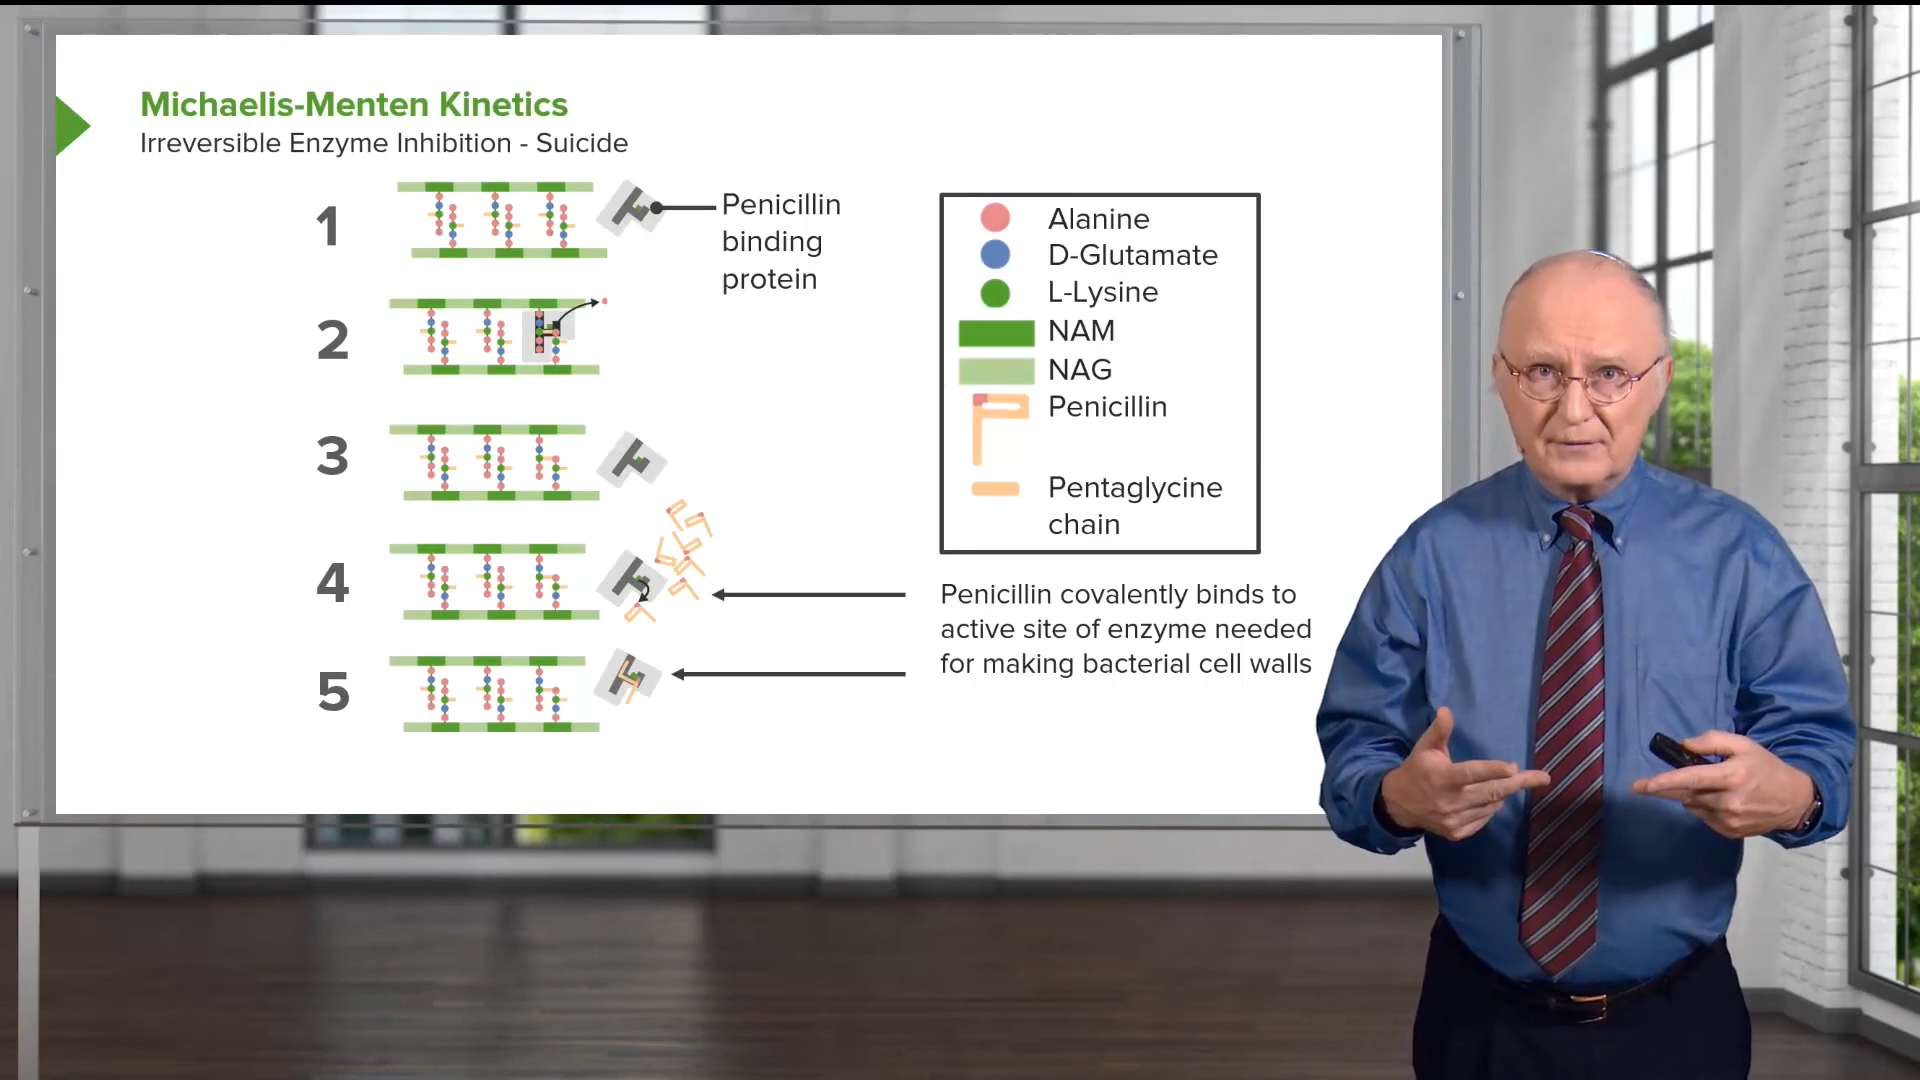 Michaelis-Menten Kinetics
Irreversible Enzyme Inhibition - Suicide
1
Penicillin
binding
protein
2
3
4
5
Alanine
D-Glutamate
L-Lysine
NAM
NAG
Penicillin
Pentaglycine
chain
Penicillin covalently binds to
active site of enzyme needed
for making bacterial cell walls